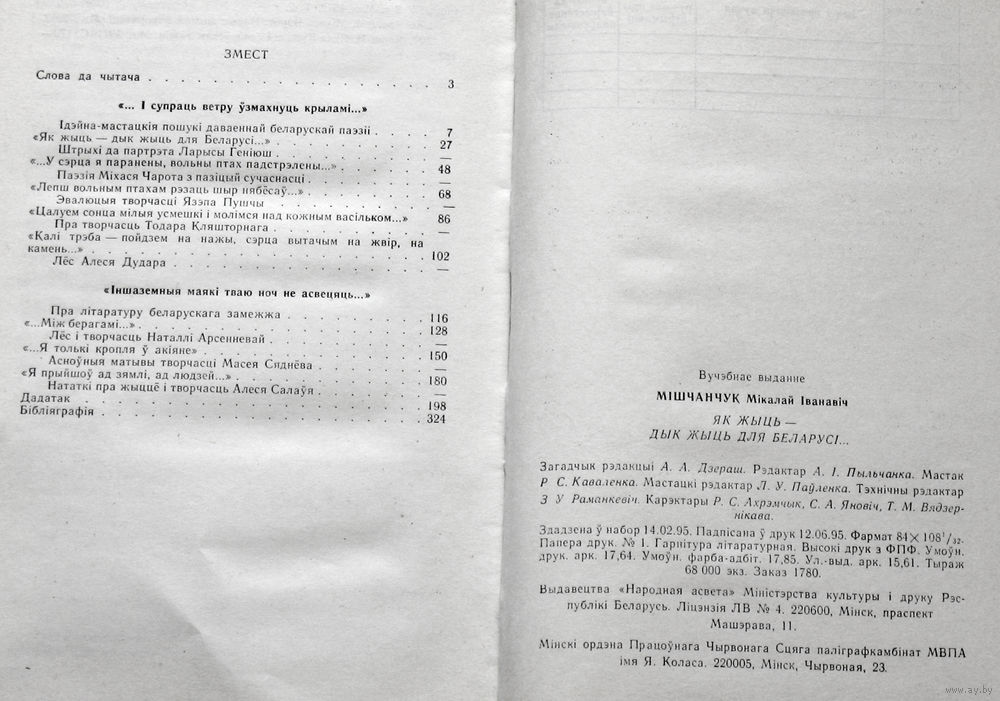 ЗМЕСТ
Слова да чытача . . . . . . . . . . . . . . . 3
«... І супраць ветру ўзмахнуць крыламі...»
Ідэйна-мастацкія пошукі даваеннай беларускай паэзіі . . . . 7
«Як жыць — дык жыць для Беларусі...» . . . . . . . . . 27
Штрыхі да партрэта Ларысы Геніюш . . . . . . . . . —
«...У сэрца я паранены, вольны птах падстрэлены...» . . . . 48
Паэзія Міхася Чарота з пазіцый сучаснасці . . . . . . . —
«Лепш вольным птахам рэзаць шыр нябёсаў...» . . . . . . 68
Эвалюцыя творчасці Язэпа Пушчы . . . . . . . . . —
«Цалуем сонца мілыя усмешкі і молімся над кожным васільком...» 86
Пра творчасць Тодара Кляшторнага . . . . . . . . . —
«Калі трэба — пойдзем на нажы, сэрца вытачым на жвір, на
камень...» . . . . . . . . . . . . . . . . . 102
Лёс Алеся Дудара . . . . . . . . . . . . . . —
«Іншаземныя маякі тваю ноч не асвецяць...»
Пра літаратуру беларускага замежжа . . . . . . . . 116
«...Між берагамі...» . . . . . . . . . . . . . . . 128
Лёс і творчасць Наталлі Арсенневай . . . . . . . . . —
«...Я толькі кропля ў акіяне» . . . . . . . . . . . . 150
Асноўныя матывы творчасці Масея Сяднёва . . . . . . . —
«Я прыйшоў ад зямлі, ад людзей...» . . . . . . . . . . 180
Нататкі пра жыццё і творчасць Алеся Салаўя . . . . . . . —
Дадатак . . . . . . . . . . . . . . . . . . 198
Бібліяграфія . . . . . . . . . . . . . . . . . 324
Вучэбнае выданне
МІШЧАНЧУК Мікалай Іванавіч
ЯК ЖЫЦЬ —
ДЫК ЖЫЦЬ ДЛЯ БЕЛАРУСІ...
Загадчык рэдакцыі А. А. Дзераш. Рэдактар А. І. Пыльчанка. Мастак
Р С. Каваленка. Мастацкі рэдактар Л. У. Паўленка. Тэхнічны рэдактар
З У Раманкевіч. Карэктары Р. С. Ахрэмчык, С. А. Яновіч, Т. М. Вядзер-
нікава.
Здадзена ў набор 14.02.95. Падпісана ў друк 12.06.95. Фармат 84×108¹/₃₂.
Папера друк. № 1. Гарнітура літаратурная. Высокі друк з ФПФ. Умоўн.
друк. арк. 17,64. Умоўн. фарба-адбіт. 17,85. Ул.-выд. арк. 15,61. Тыраж
68 000 экз. Заказ 1780.
Выдавецтва «Народная асвета» Міністэрства культуры і друку Рэс-
публікі Беларусь. Ліцэнзія ЛВ № 4. 220600, Мінск, праспект
Машэрава, 11.
Мінскі ордэна Працоўнага Чырвонага Сцяга паліграфкамбінат МВПА
імя Я. Коласа. 220005, Мінск, Чырвоная, 23.
www.ay.by